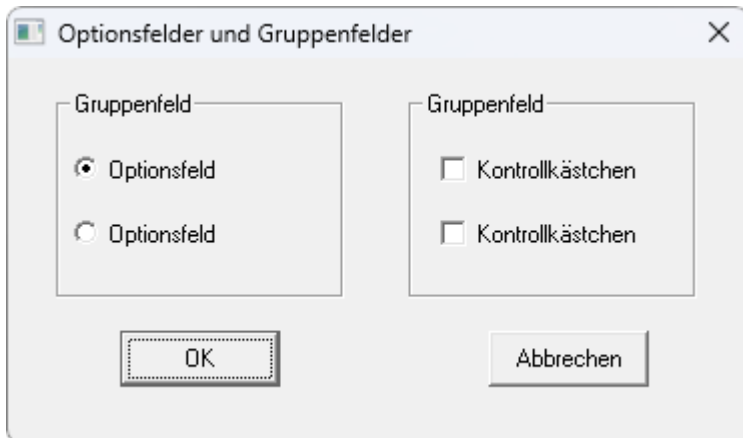 Optionsfelder und Gruppenfelder
Gruppenfeld
Optionsfeld
Optionsfeld
Gruppenfeld
Kontrollkästchen
Kontrollkästchen
OK
Abbrechen